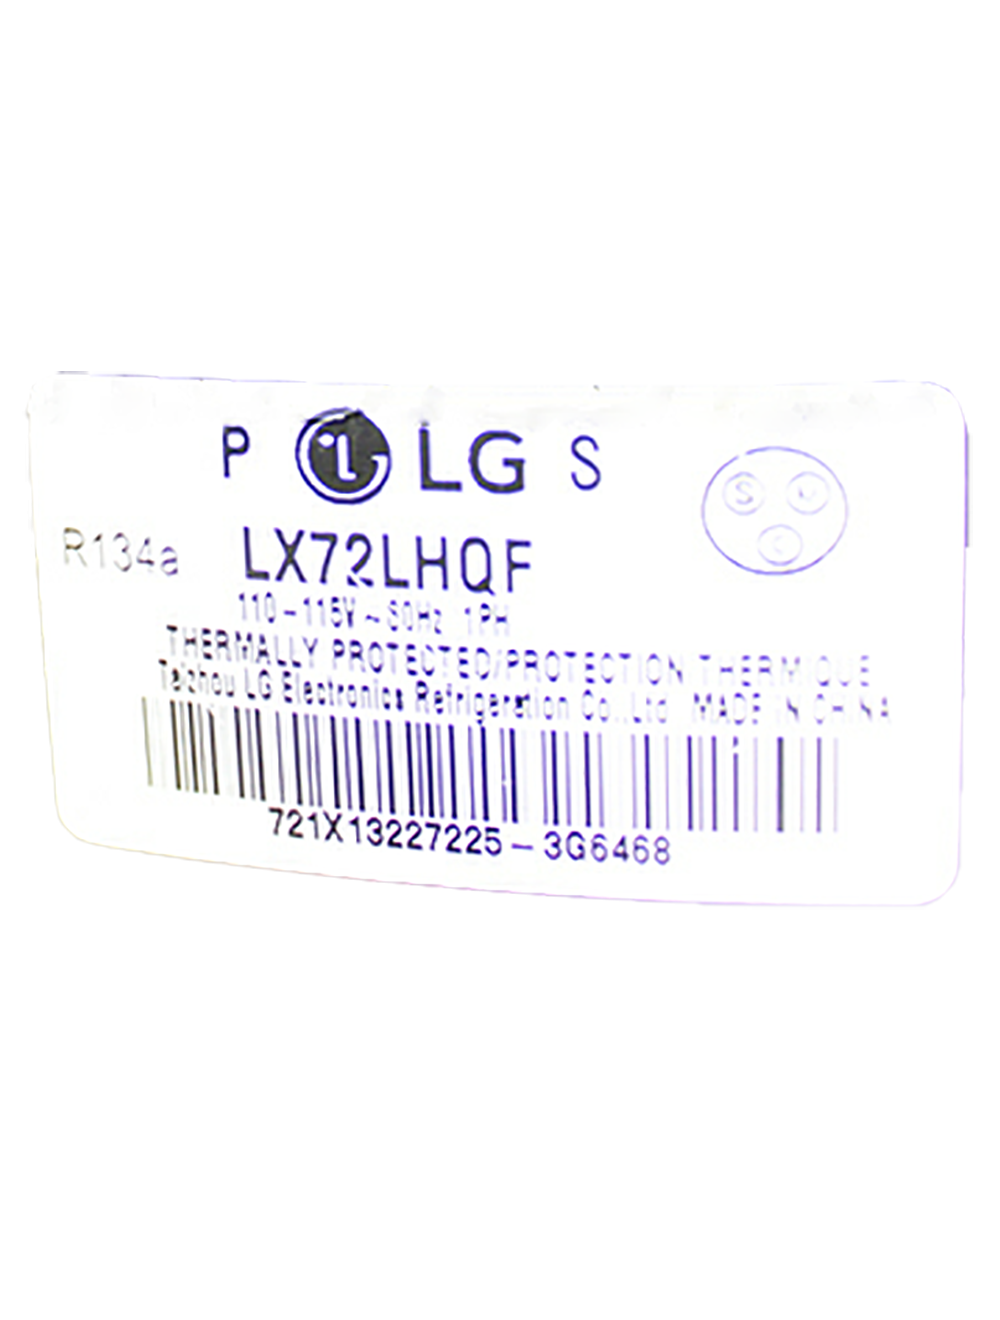 P LG S
R134a LX72LHQF
110-115V~60Hz 1PH
THERMALLY PROTECTED/PROTECTION THERMIQUE
Taizhou LG Electronics Refrigeration Co.,Ltd. MADE IN CHINA
721X13227225-3G6468
S
C